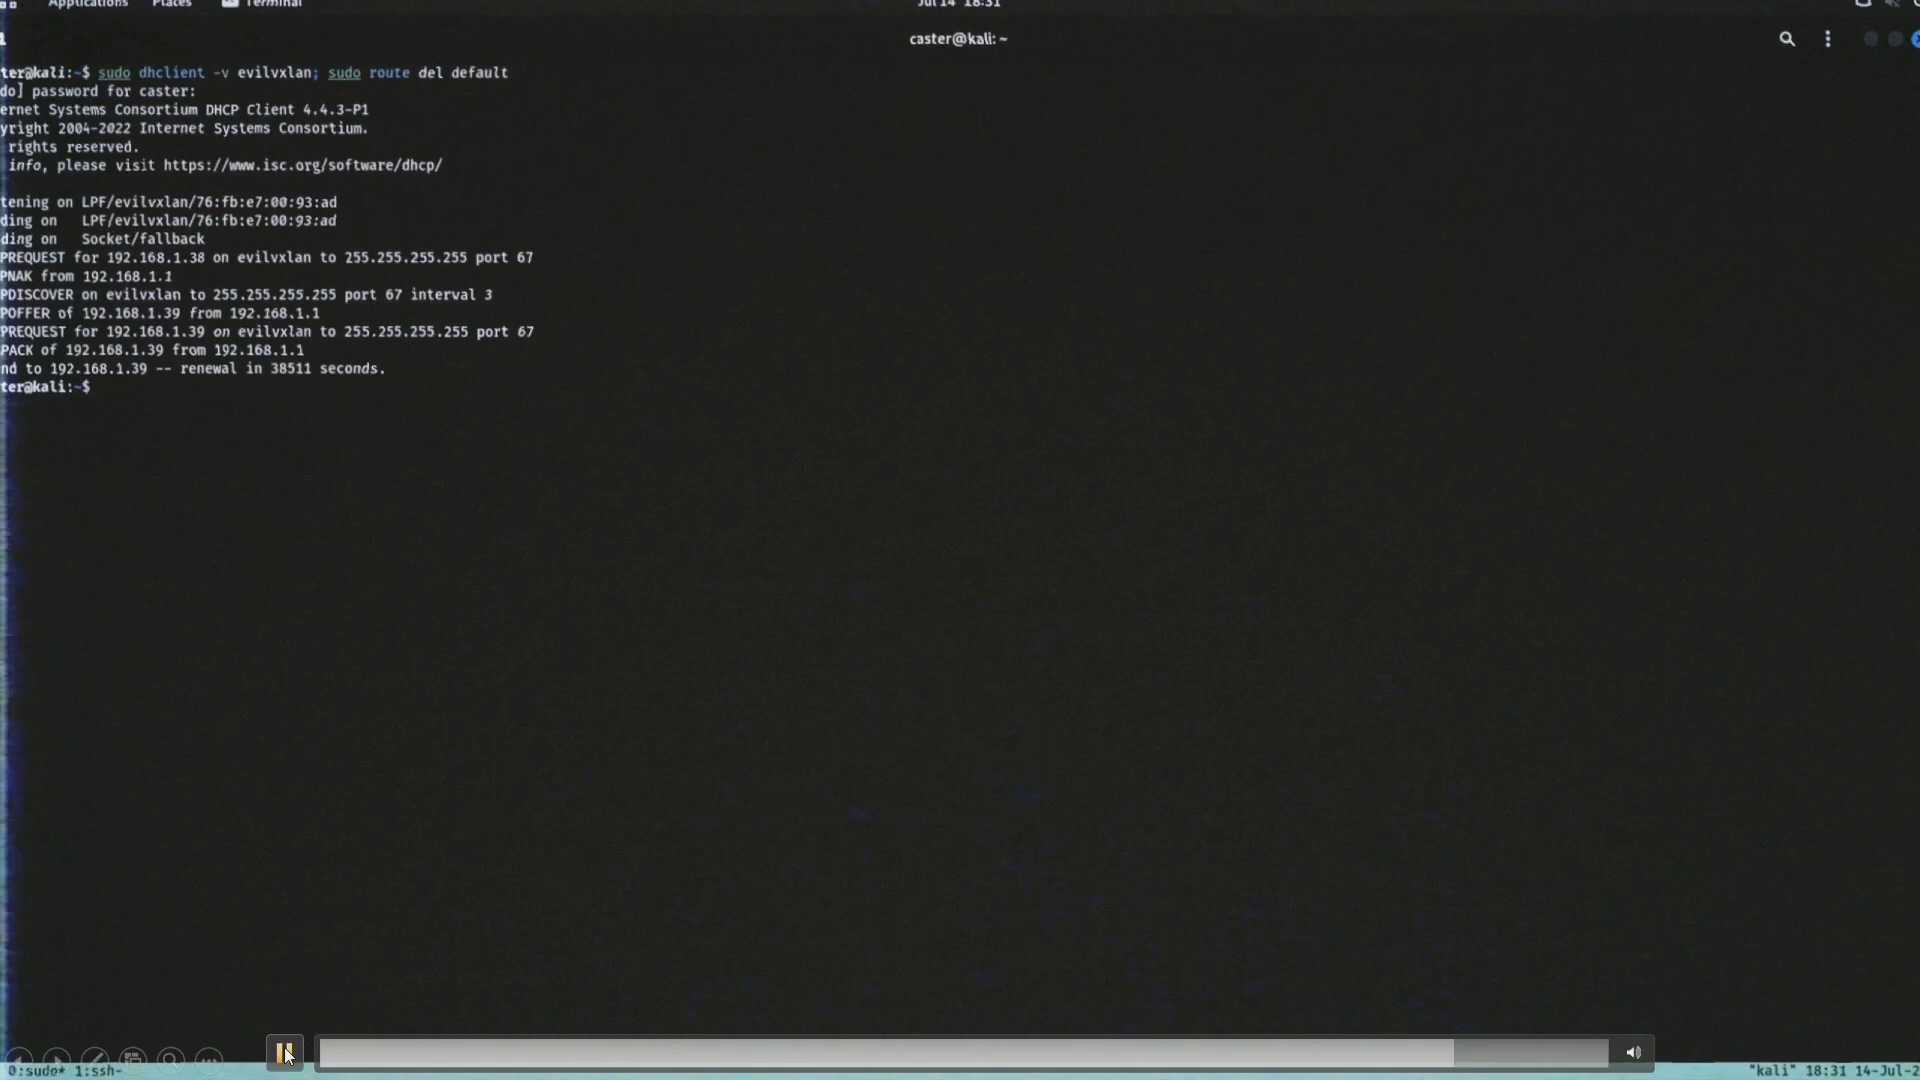 Applications Places Terminal Jul 14 18:31
caster@kali: ~
ter@kali:~$ sudo dhclient -v evilvxlan; sudo route del default
do] password for caster:
ernet Systems Consortium DHCP Client 4.4.3-P1
yright 2004-2022 Internet Systems Consortium.
rights reserved.
info, please visit https://www.isc.org/software/dhcp/
tening on LPF/evilvxlan/76:fb:e7:00:93:ad
ding on LPF/evilvxlan/76:fb:e7:00:93:ad
ding on Socket/fallback
PREQUEST for 192.168.1.38 on evilvxlan to 255.255.255.255 port 67
PNAK from 192.168.1.1
PDISCOVER on evilvxlan to 255.255.255.255 port 67 interval 3
POFFER of 192.168.1.39 from 192.168.1.1
PREQUEST for 192.168.1.39 on evilvxlan to 255.255.255.255 port 67
PACK of 192.168.1.39 from 192.168.1.1
nd to 192.168.1.39 -- renewal in 38511 seconds.
ter@kali:~$
0:sudo* 1:ssh- "kali" 18:31 14-Jul-2